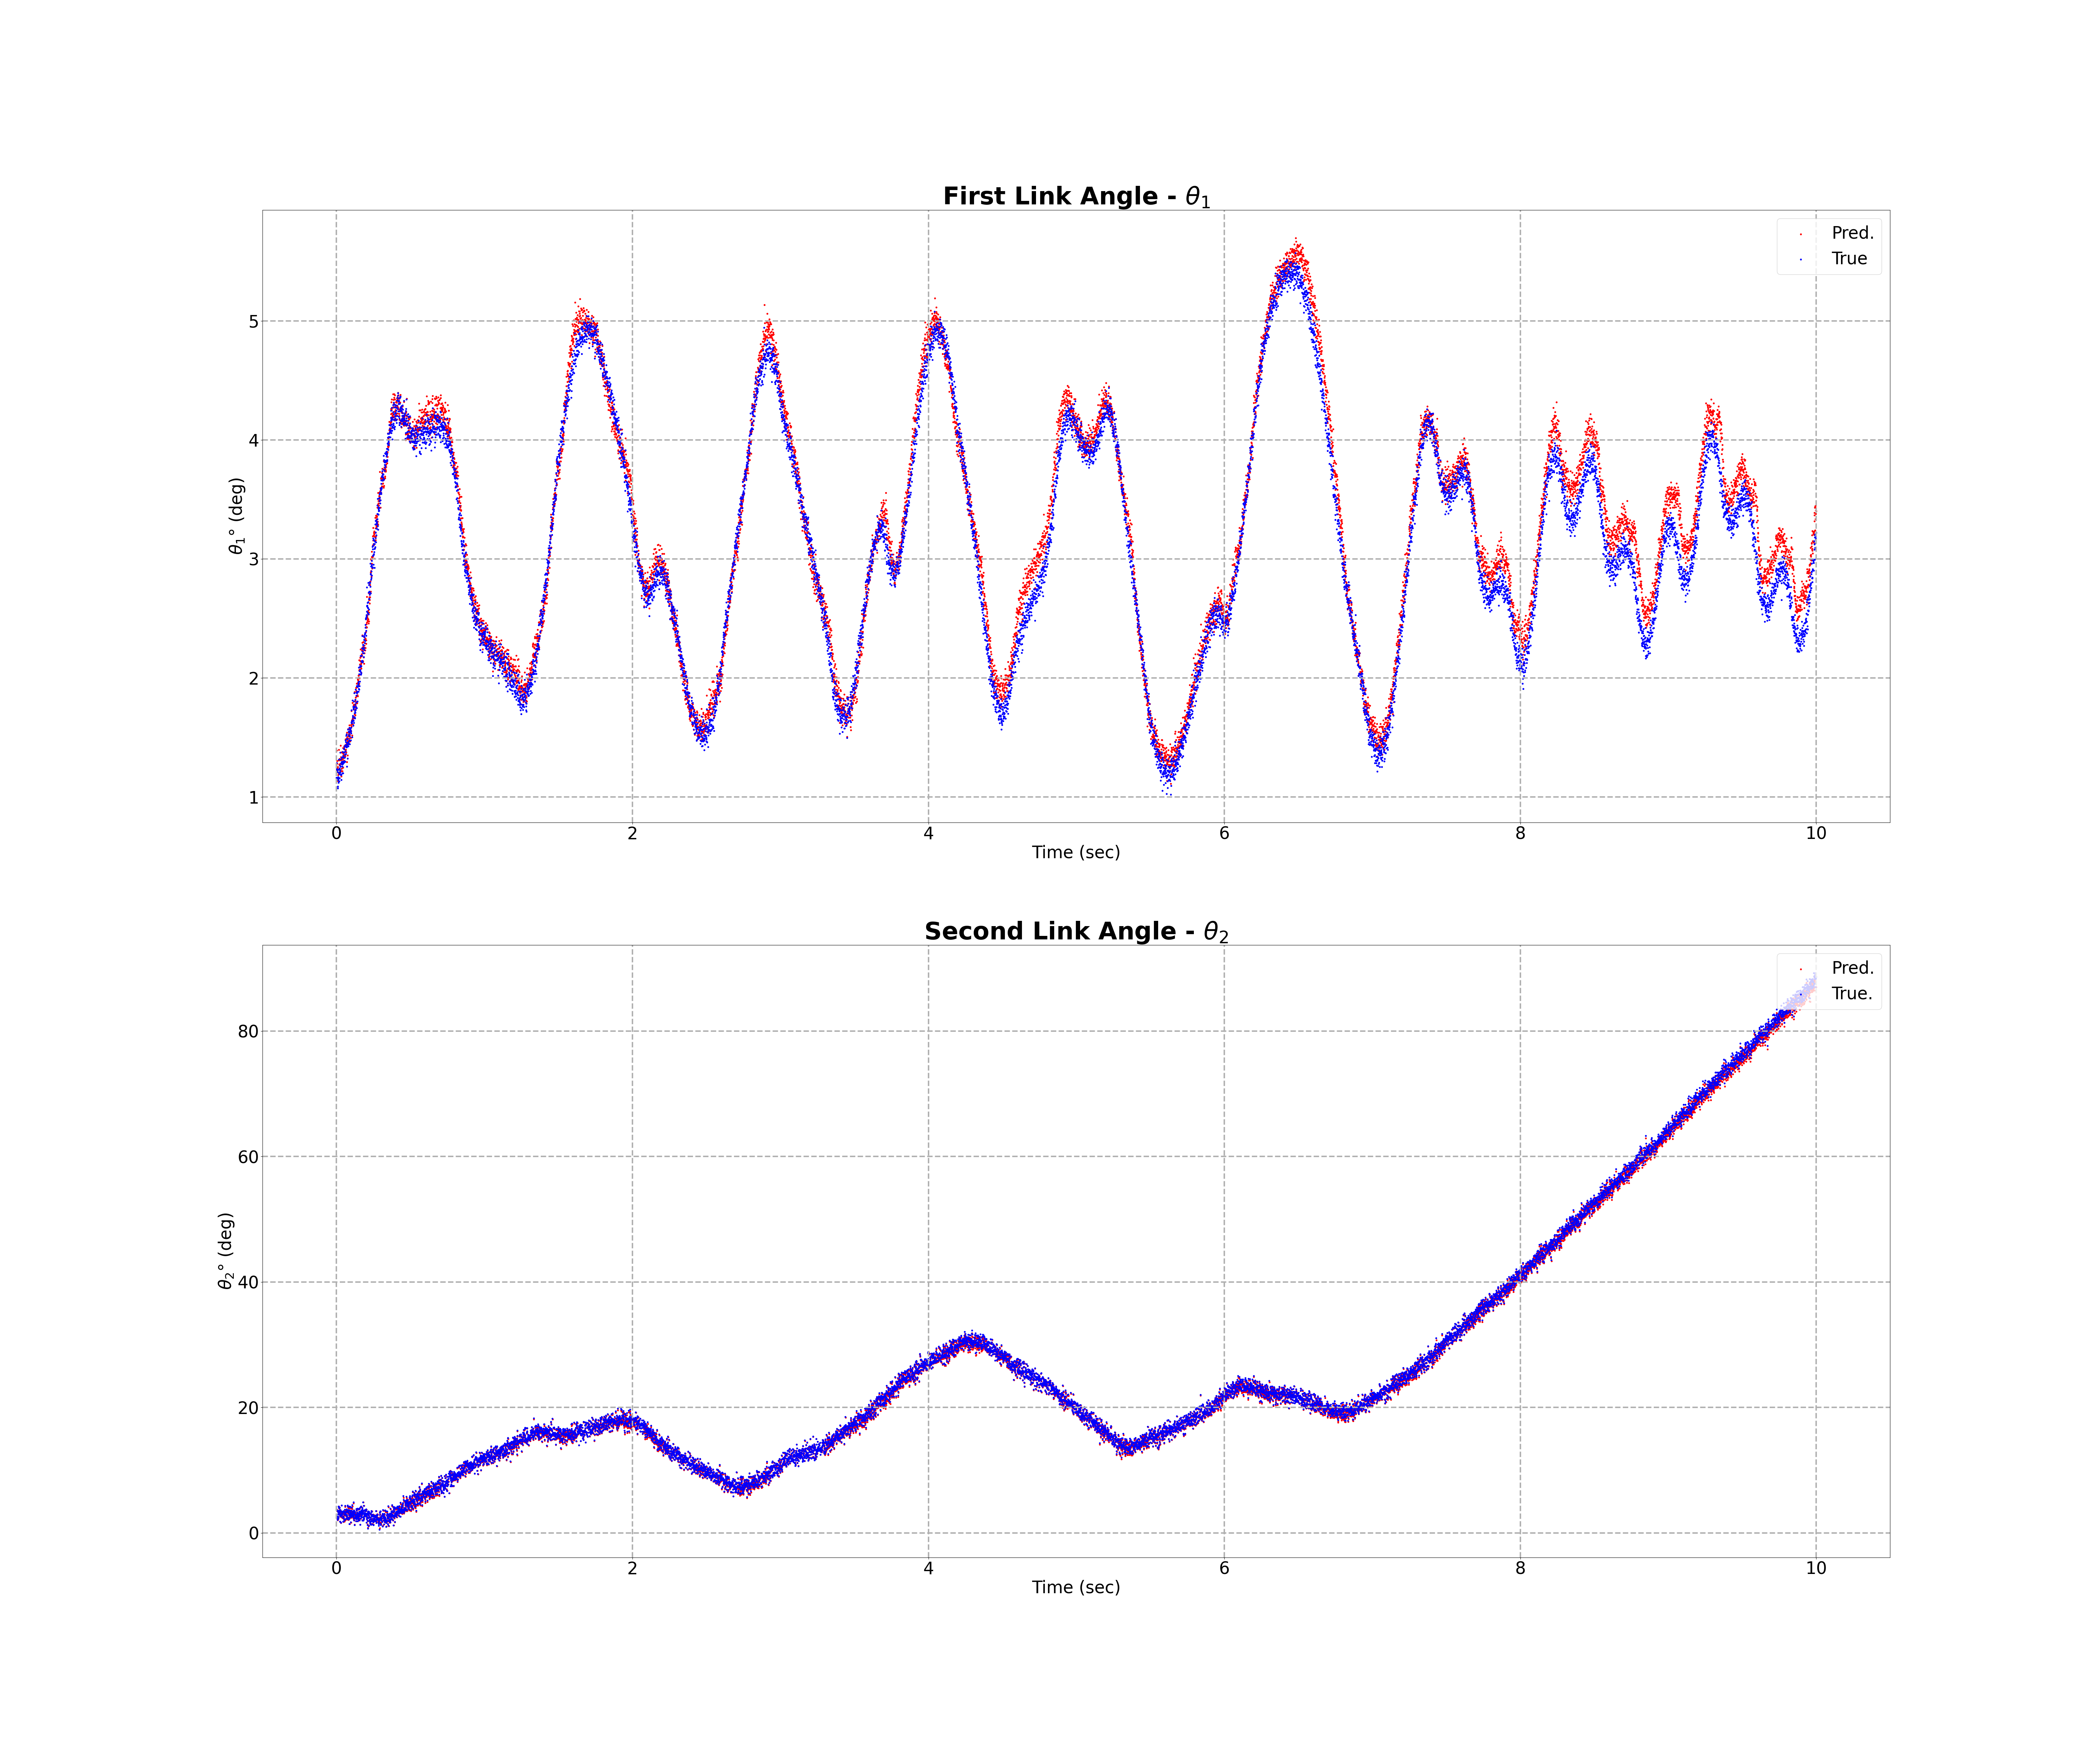 First Link Angle - θ₁
Pred.
True
θ₁° (deg)
5
4
3
2
1
0 2 4 6 8 10
Time (sec)
Second Link Angle - θ₂
Pred.
True.
θ₂° (deg)
80
60
40
20
0
0 2 4 6 8 10
Time (sec)